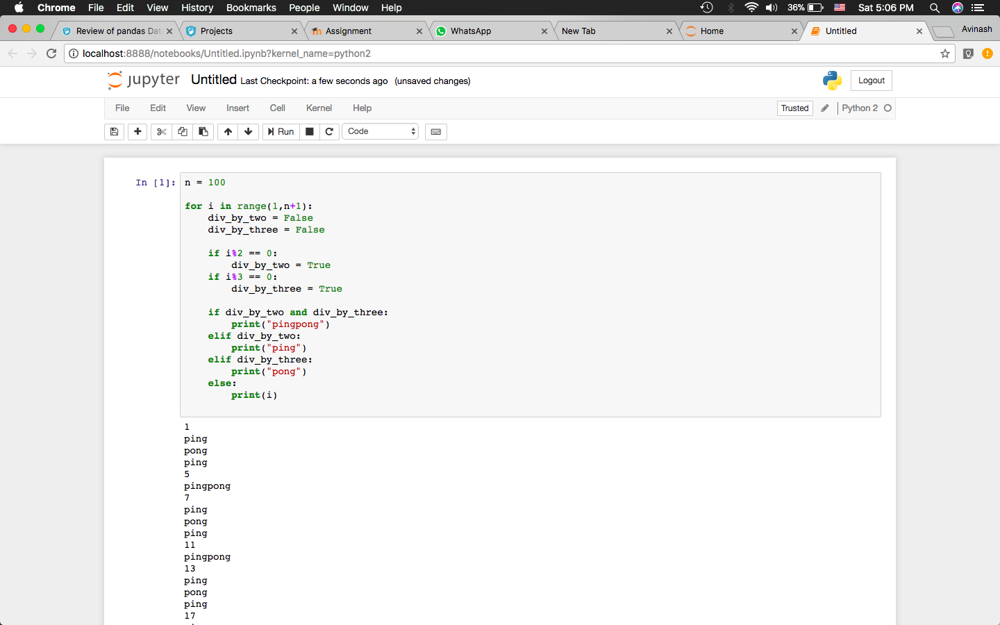 Chrome File Edit View History Bookmarks People Window Help 36% Sat 5:06 PM
Review of pandas Dat Projects Assignment WhatsApp New Tab Home Untitled Avinash
localhost:8888/notebooks/Untitled.ipynb?kernel_name=python2
jupyter Untitled Last Checkpoint: a few seconds ago (unsaved changes) Logout
File Edit View Insert Cell Kernel Help Trusted Python 2
Run Code
In [1]: n = 100
for i in range(1,n+1):
    div_by_two = False
    div_by_three = False
    if i%2 == 0:
        div_by_two = True
    if i%3 == 0:
        div_by_three = True
    if div_by_two and div_by_three:
        print("pingpong")
    elif div_by_two:
        print("ping")
    elif div_by_three:
        print("pong")
    else:
        print(i)
1
ping
pong
ping
5
pingpong
7
ping
pong
ping
11
pingpong
13
ping
pong
ping
17